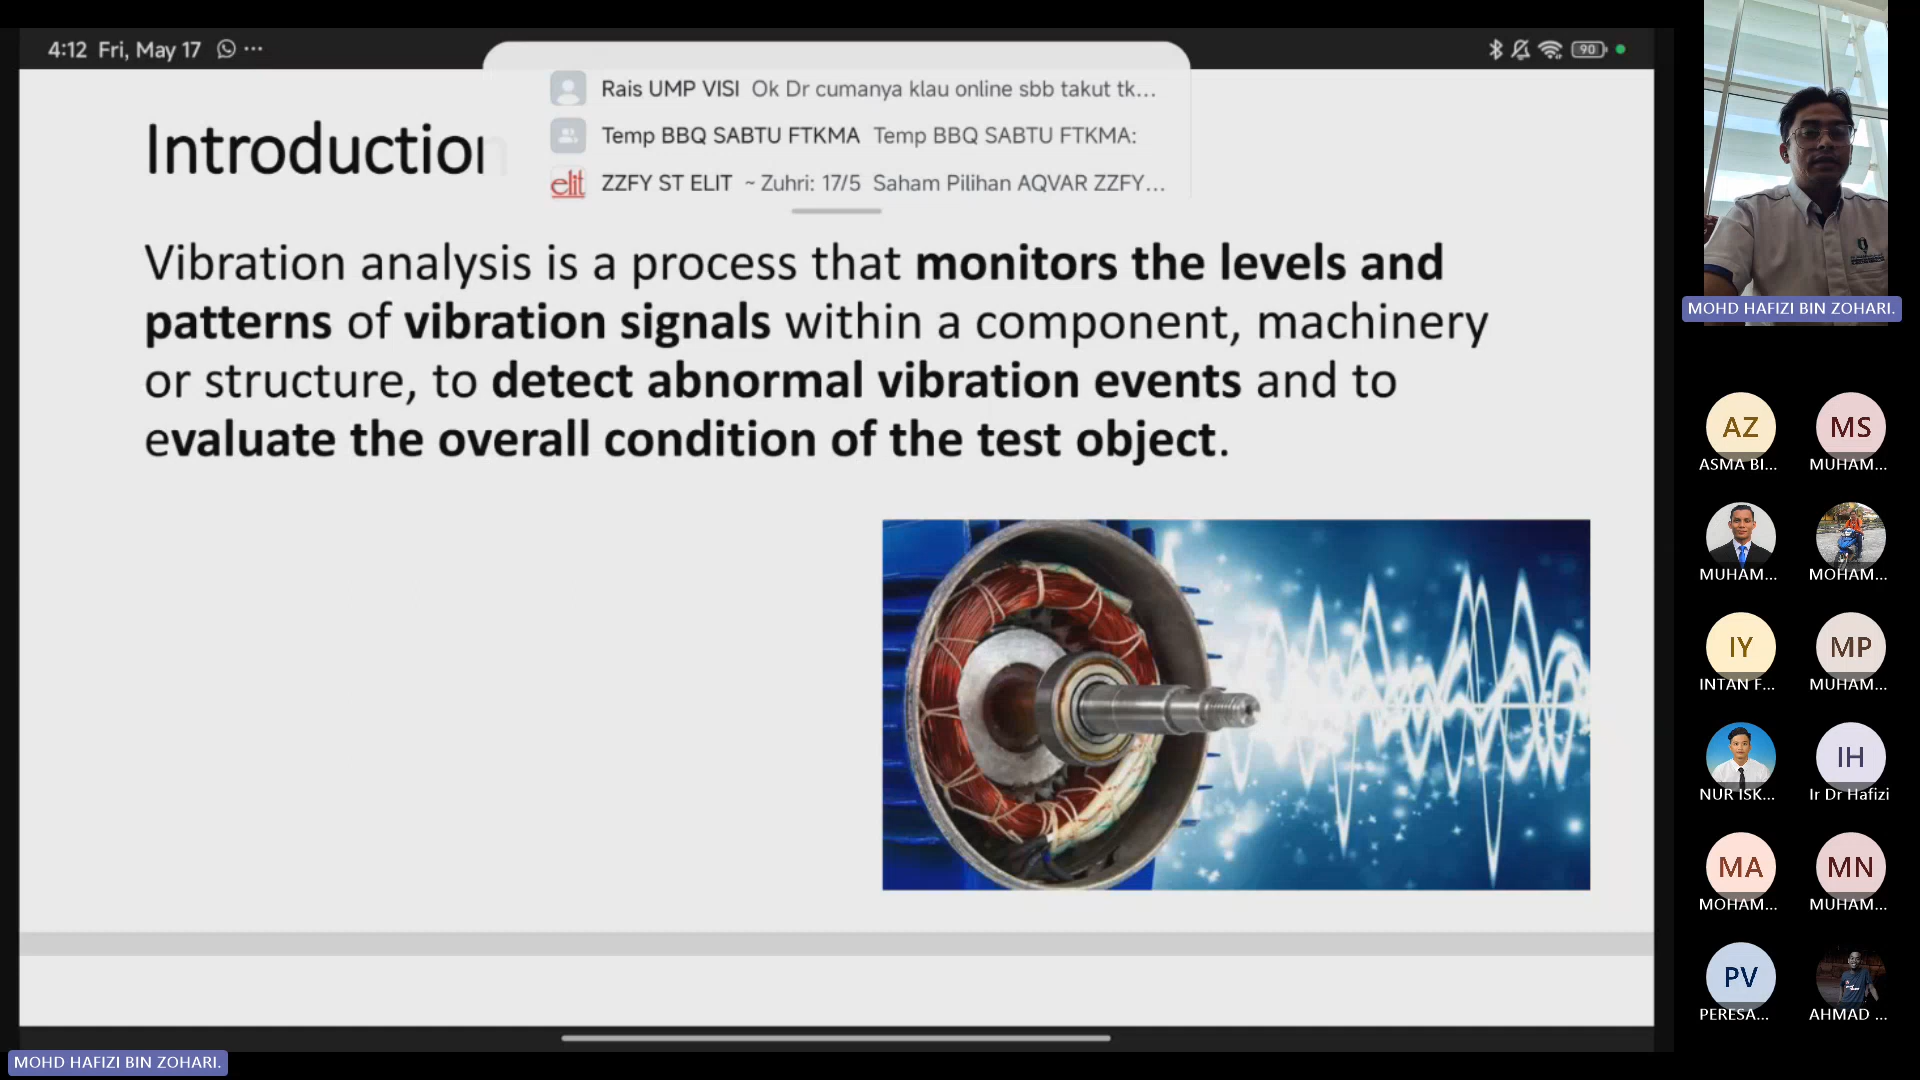 4:12 Fri, May 17
90
Rais UMP VISI Ok Dr cumanya klau online sbb takut tk...
Temp BBQ SABTU FTKMA Temp BBQ SABTU FTKMA:
elit ZZFY ST ELIT ~ Zuhri: 17/5 Saham Pilihan AQVAR ZZFY...
Introduction
Vibration analysis is a process that monitors the levels and
patterns of vibration signals within a component, machinery
or structure, to detect abnormal vibration events and to
evaluate the overall condition of the test object.
MOHD HAFIZI BIN ZOHARI.
AZ MS
ASMA BI... MUHAM...
MUHAM... MOHAM...
IY MP
INTAN F... MUHAM...
IH
NUR ISK... Ir Dr Hafizi
MA MN
MOHAM... MUHAM...
PV
PERESA... AHMAD ...
MOHD HAFIZI BIN ZOHARI.